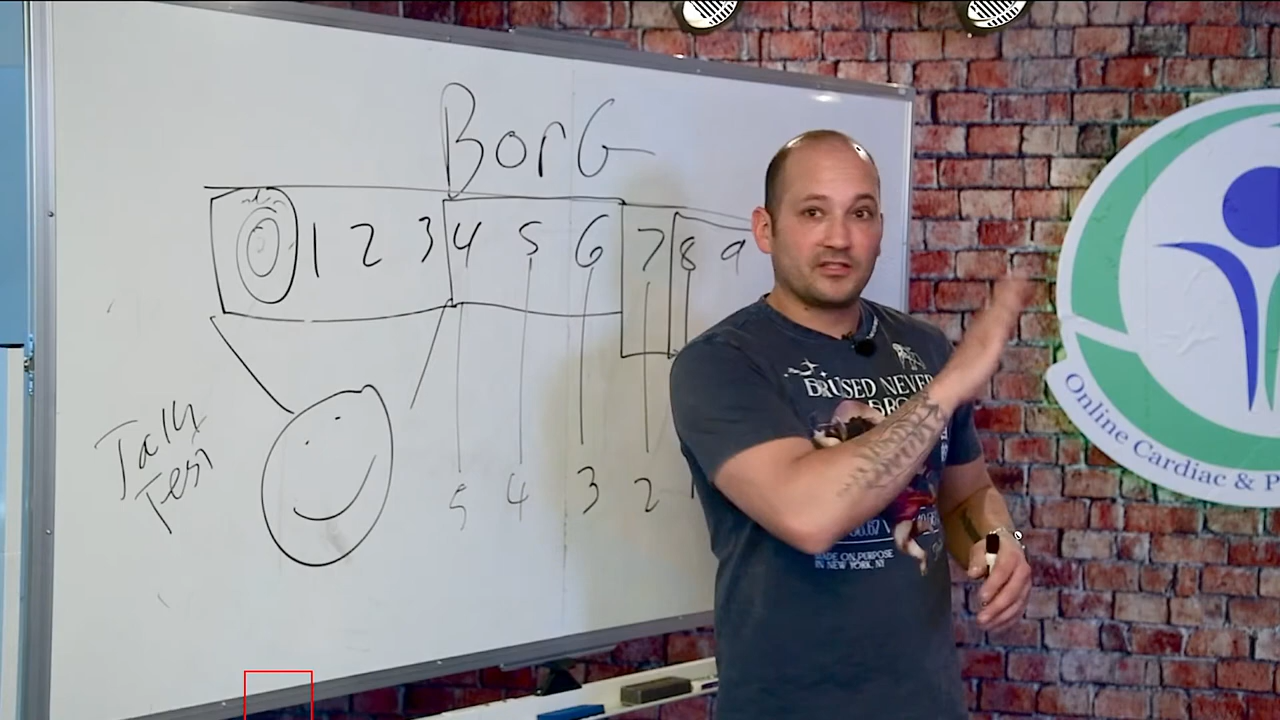 BorG
0 1 2 3 4 5 6 7 8 9
Talk
Test
5 4 3 2
BRUISED NEVER
MADE ON PURPOSE
IN NEW YORK, NY
Online Cardiac & P